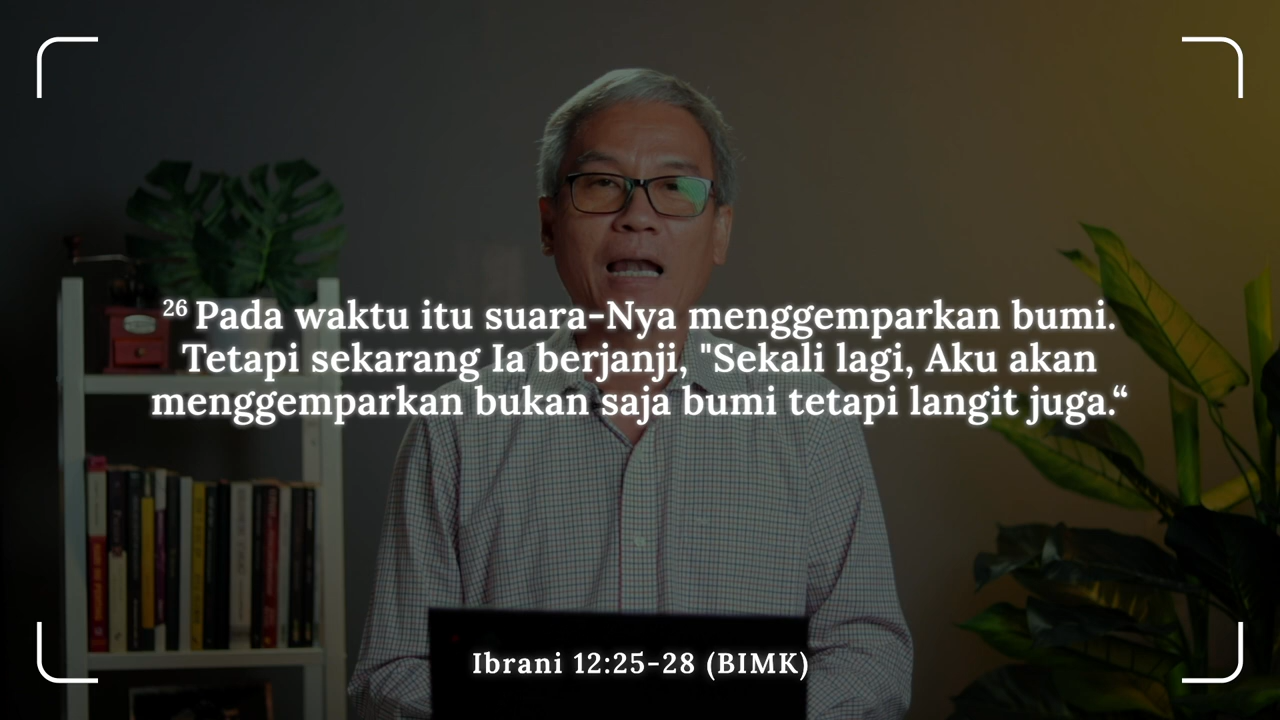 26 Pada waktu itu suara-Nya menggemparkan bumi.
Tetapi sekarang Ia berjanji, "Sekali lagi, Aku akan
menggemparkan bukan saja bumi tetapi langit juga.“
Ibrani 12:25-28 (BIMK)